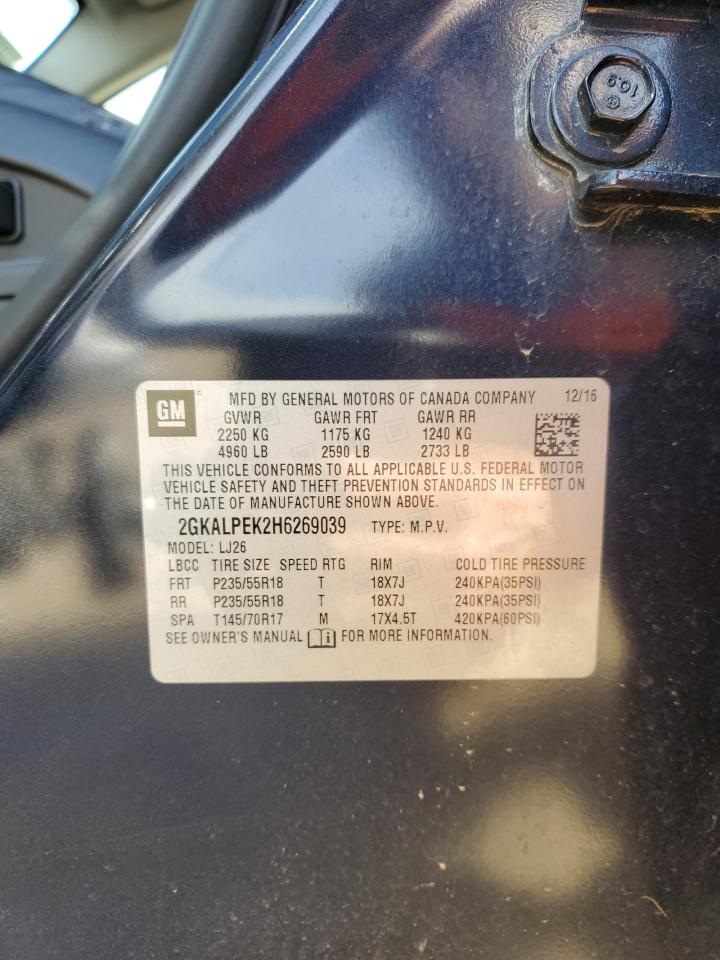 10.9
GM
MFD BY GENERAL MOTORS OF CANADA COMPANY 12/16
GVWR GAWR FRT GAWR RR
2250 KG 1175 KG 1240 KG
4960 LB 2590 LB 2733 LB
THIS VEHICLE CONFORMS TO ALL APPLICABLE U.S. FEDERAL MOTOR
VEHICLE SAFETY AND THEFT PREVENTION STANDARDS IN EFFECT ON
THE DATE OF MANUFACTURE SHOWN ABOVE.
2GKALPEK2H6269039 TYPE: M.P.V.
MODEL: LJ26
LBCC TIRE SIZE SPEED RTG RIM COLD TIRE PRESSURE
FRT P235/55R18 T 18X7J 240KPA(35PSI)
RR P235/55R18 T 18X7J 240KPA(35PSI)
SPA T145/70R17 M 17X4.5T 420KPA(60PSI)
SEE OWNER'S MANUAL i FOR MORE INFORMATION.